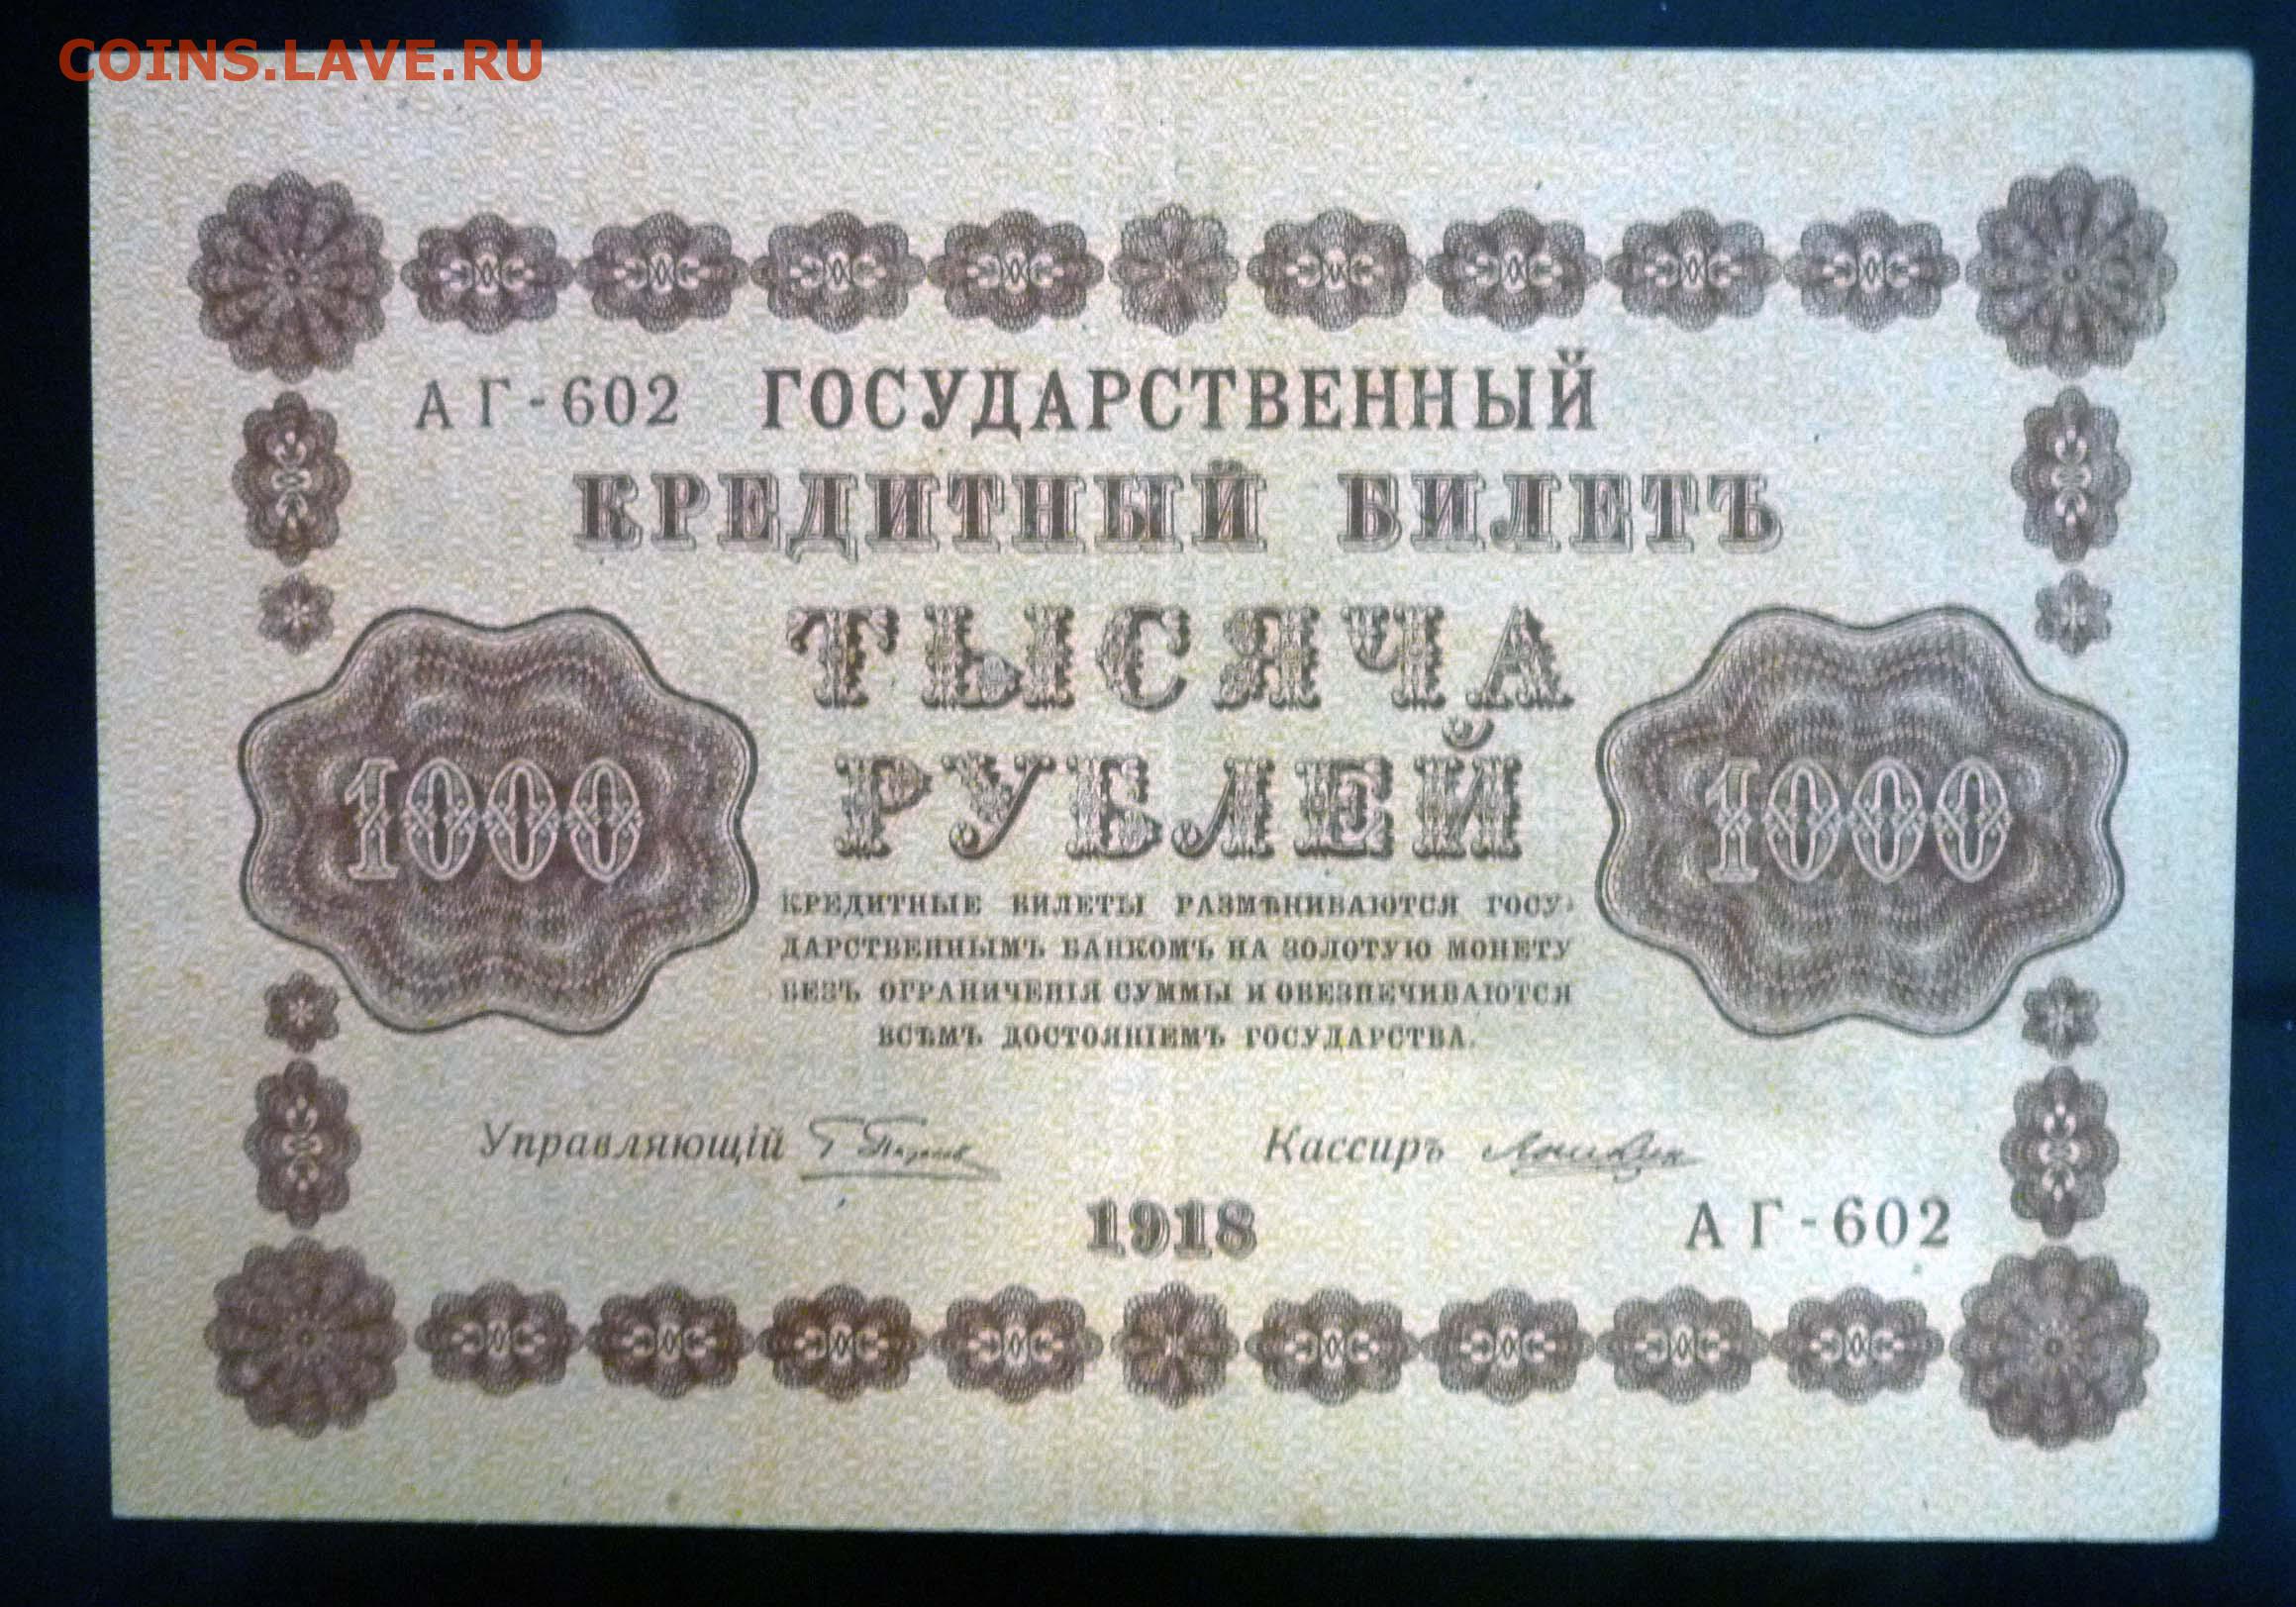 COINS.LAVE.RU
АГ-602 ГОСУДАРСТВЕННЫЙ
КРЕДИТНЫЙ БИЛЕТЪ
ТЫСЯЧА
РУБЛЕЙ
1000 1000
КРЕДИТНЫЕ БИЛЕТЫ РАЗМѢНИВАЮТСЯ ГОСУ-
ДАРСТВЕННЫМЪ БАНКОМЪ НА ЗОЛОТУЮ МОНЕТУ
БЕЗЪ ОГРАНИЧЕНІЯ СУММЫ И ОБЕЗПЕЧИВАЮТСЯ
ВСѢМЪ ДОСТОЯНІЕМЪ ГОСУДАРСТВА.
Управляющій Кассиръ
1918
АГ-602